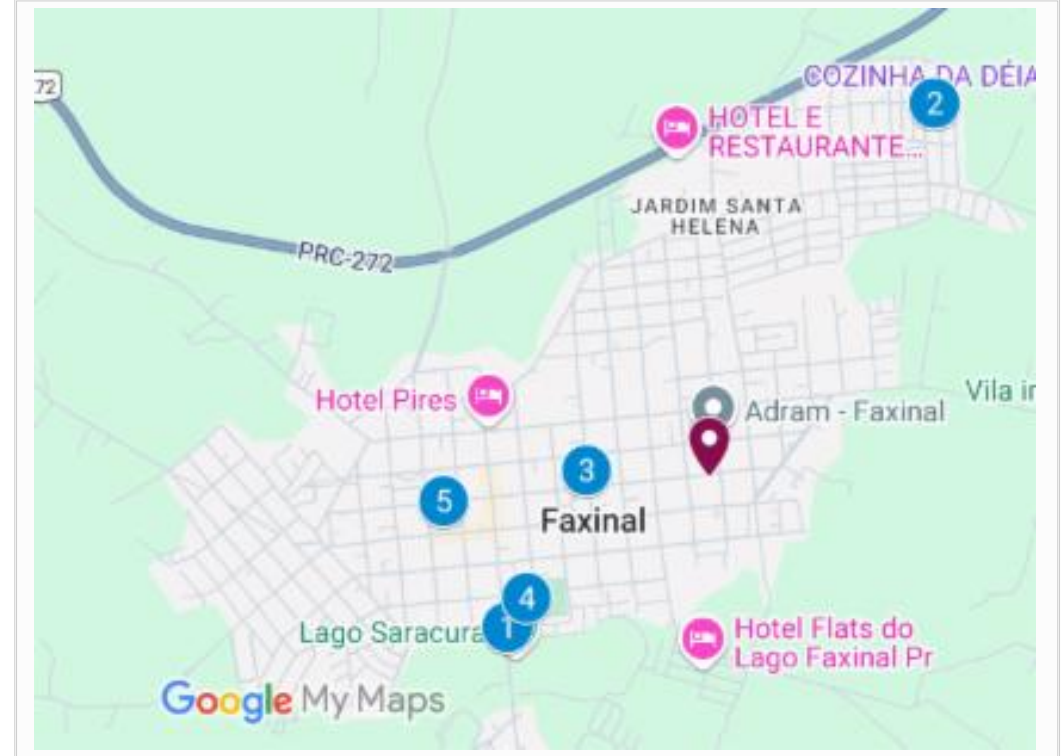 72
COZINHA DA DÉIA
2
HOTEL E
RESTAURANTE...
JARDIM SANTA
HELENA
PRC-272
Hotel Pires
Adram - Faxinal
Vila
3
5
Faxinal
4
1
Lago Saracura
Hotel Flats do
Lago Faxinal Pr
Google My Maps